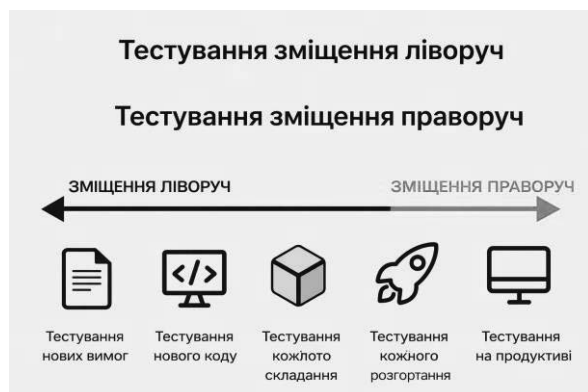 Тестування зміщення ліворуч
Тестування зміщення праворуч
ЗМІЩЕННЯ ЛІВОРУЧ
ЗМІЩЕННЯ ПРАВОРУЧ
</>
Тестування
нових вимог
Тестування
нового коду
Тестування
кожлото
складання
Тестування
кожного
розгортання
Тестування
на продуктиві